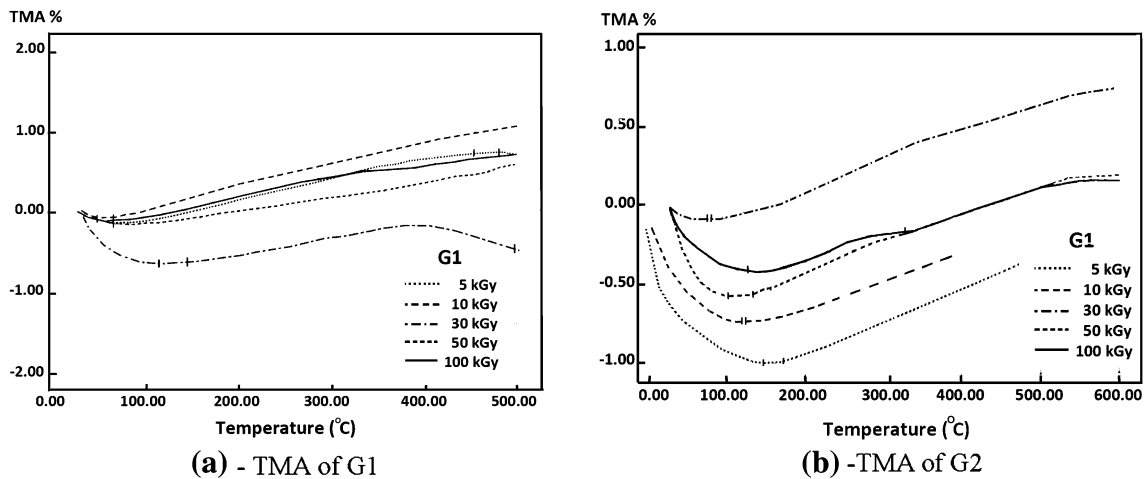 TMA %
2.00
1.00
0.00
-1.00
-2.00
0.00 100.00 200.00 300.00 400.00 500.00
Temperature (°C)
G1
5 kGy
10 kGy
30 kGy
50 kGy
100 kGy
(a) - TMA of G1
TMA %
1.00
0.50
0.00
-0.50
-1.00
0.00 100.00 200.00 300.00 400.00 500.00 600.00
Temperature (°C)
G1
5 kGy
10 kGy
30 kGy
50 kGy
100 kGy
(b) -TMA of G2